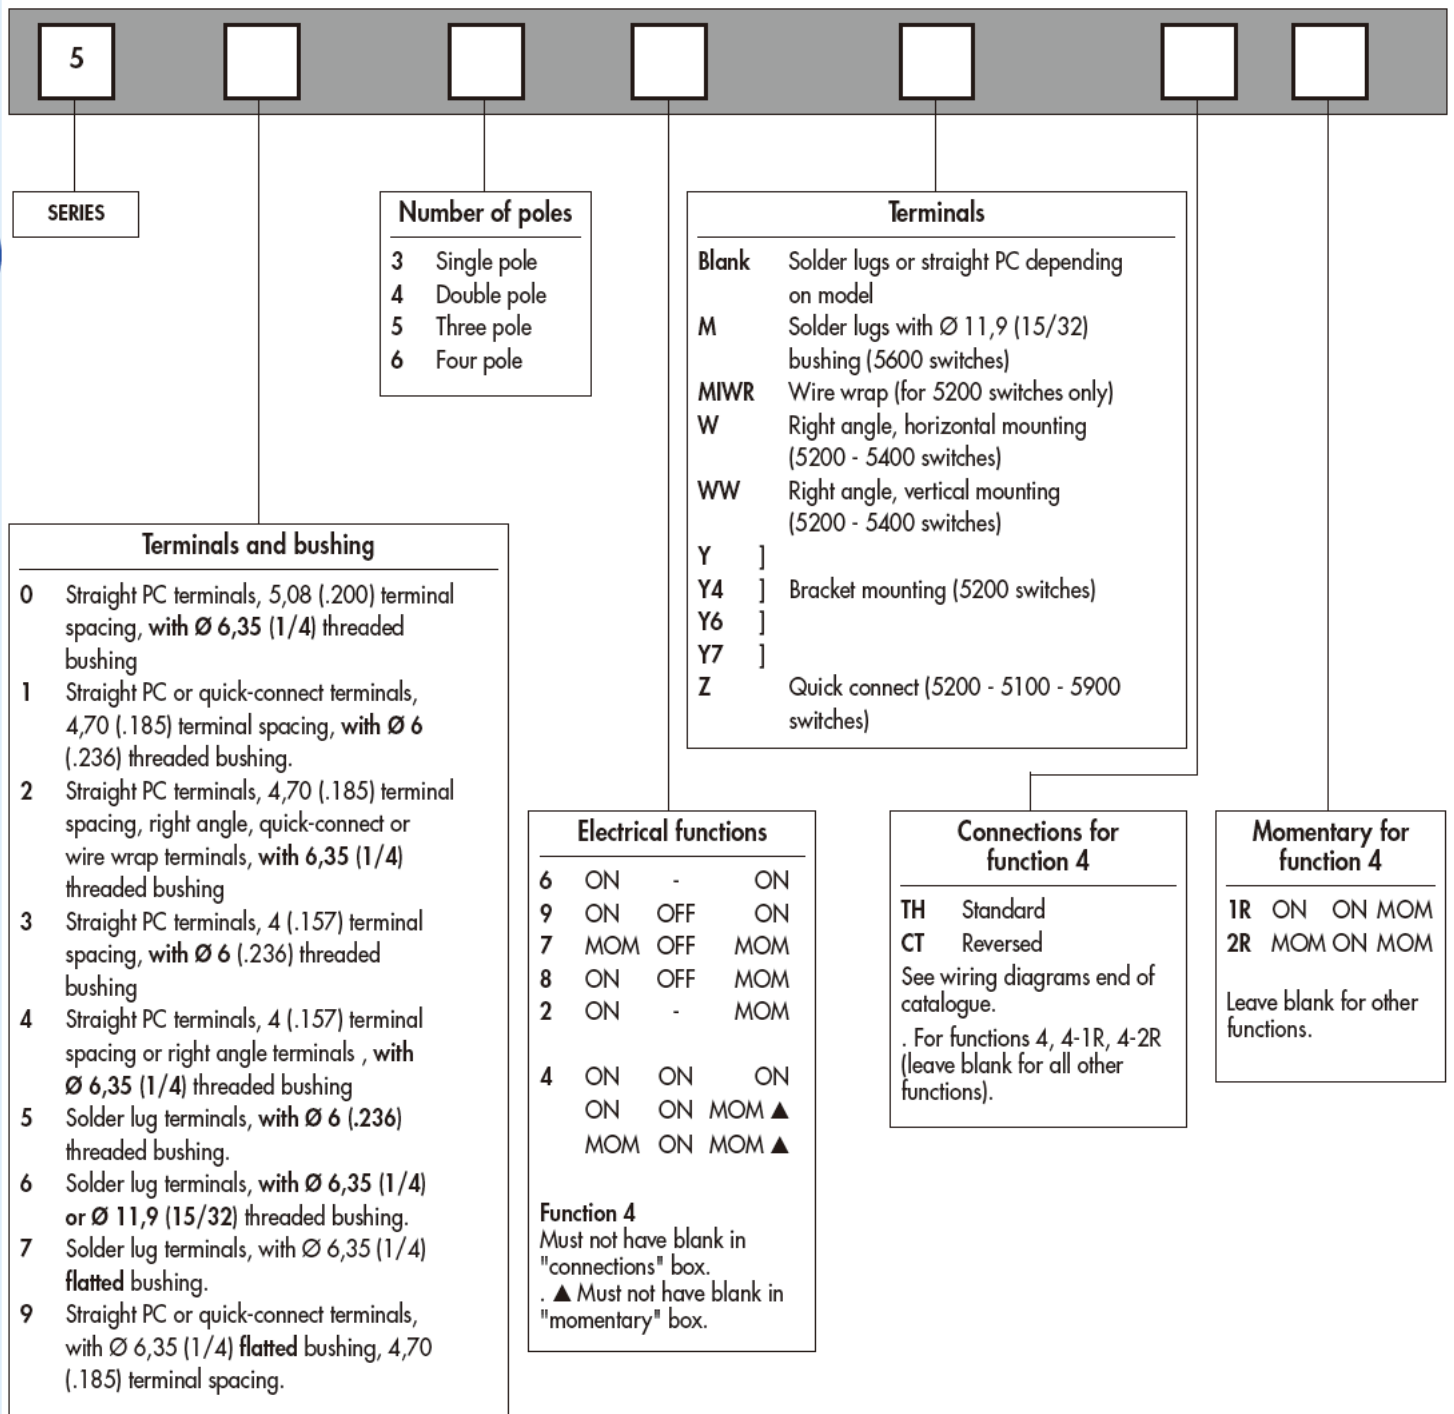 5
SERIES
Number of poles
3 Single pole
4 Double pole
5 Three pole
6 Four pole
Terminals
Blank Solder lugs or straight PC depending
on model
M Solder lugs with Ø 11,9 (15/32)
bushing (5600 switches)
MIWR Wire wrap (for 5200 switches only)
W Right angle, horizontal mounting
(5200 - 5400 switches)
WW Right angle, vertical mounting
(5200 - 5400 switches)
Y ]
Y4 ] Bracket mounting (5200 switches)
Y6 ]
Y7 ]
Z Quick connect (5200 - 5100 - 5900
switches)
Terminals and bushing
0 Straight PC terminals, 5,08 (.200) terminal
spacing, with Ø 6,35 (1/4) threaded
bushing
1 Straight PC or quick-connect terminals,
4,70 (.185) terminal spacing, with Ø 6
(.236) threaded bushing.
2 Straight PC terminals, 4,70 (.185) terminal
spacing, right angle, quick-connect or
wire wrap terminals, with 6,35 (1/4)
threaded bushing
3 Straight PC terminals, 4 (.157) terminal
spacing, with Ø 6 (.236) threaded
bushing
4 Straight PC terminals, 4 (.157) terminal
spacing or right angle terminals , with
Ø 6,35 (1/4) threaded bushing
5 Solder lug terminals, with Ø 6 (.236)
threaded bushing.
6 Solder lug terminals, with Ø 6,35 (1/4)
or Ø 11,9 (15/32) threaded bushing.
7 Solder lug terminals, with Ø 6,35 (1/4)
flatted bushing.
9 Straight PC or quick-connect terminals,
with Ø 6,35 (1/4) flatted bushing, 4,70
(.185) terminal spacing.
Electrical functions
6 ON - ON
9 ON OFF ON
7 MOM OFF MOM
8 ON OFF MOM
2 ON - MOM
4 ON ON ON
ON ON MOM ▲
MOM ON MOM ▲
Function 4
Must not have blank in
"connections" box.
. ▲ Must not have blank in
"momentary" box.
Connections for
function 4
TH Standard
CT Reversed
See wiring diagrams end of
catalogue.
. For functions 4, 4-1R, 4-2R
(leave blank for all other
functions).
Momentary for
function 4
1R ON ON MOM
2R MOM ON MOM
Leave blank for other
functions.